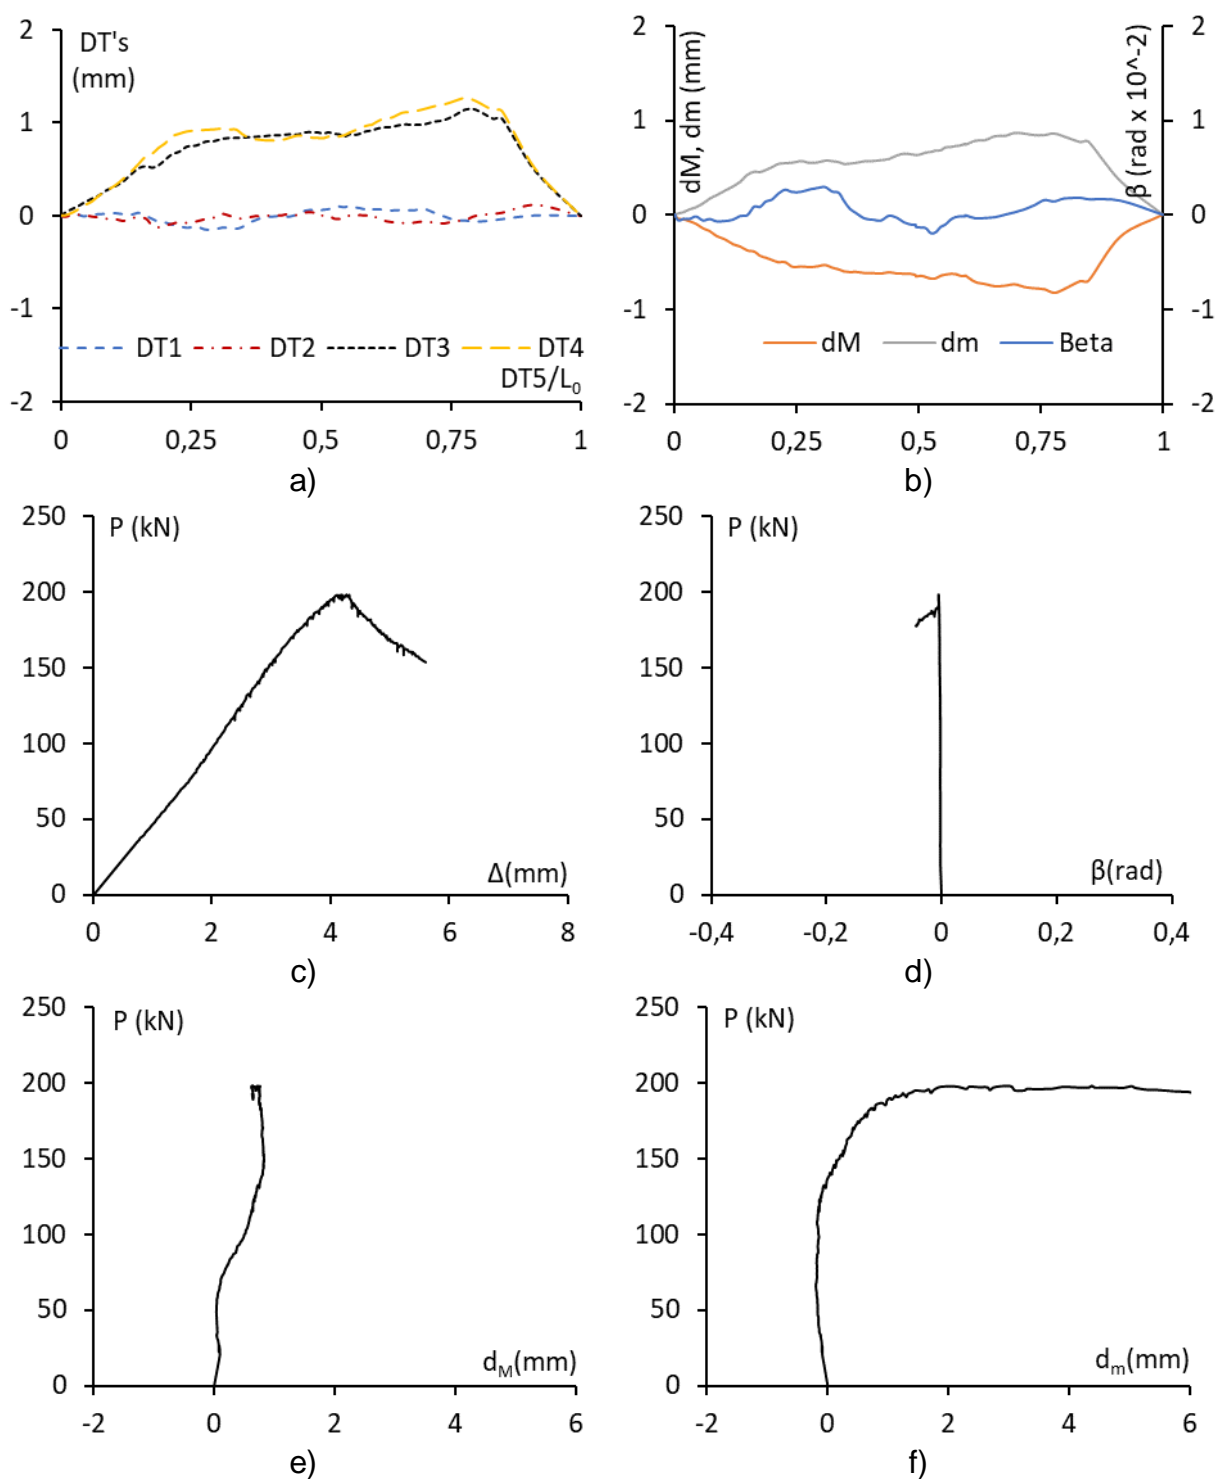 2
DT's
(mm)
1
0
-1
DT1 DT2 DT3 DT4
DT5/L₀
-2
0 0,25 0,5 0,75 1
a)
2 2
dM, dm (mm)
β (rad x 10^-2)
1 1
0 0
-1 -1
dM dm Beta
-2 -2
0 0,25 0,5 0,75 1
b)
250
P (kN)
200
150
100
50
Δ(mm)
0
0 2 4 6 8
c)
250
P (kN)
200
150
100
50
β(rad)
0
-0,4 -0,2 0 0,2 0,4
d)
250
P (kN)
200
150
100
50
d_M(mm)
0
-2 0 2 4 6
e)
250
P (kN)
200
150
100
50
d_m(mm)
0
-2 0 2 4 6
f)